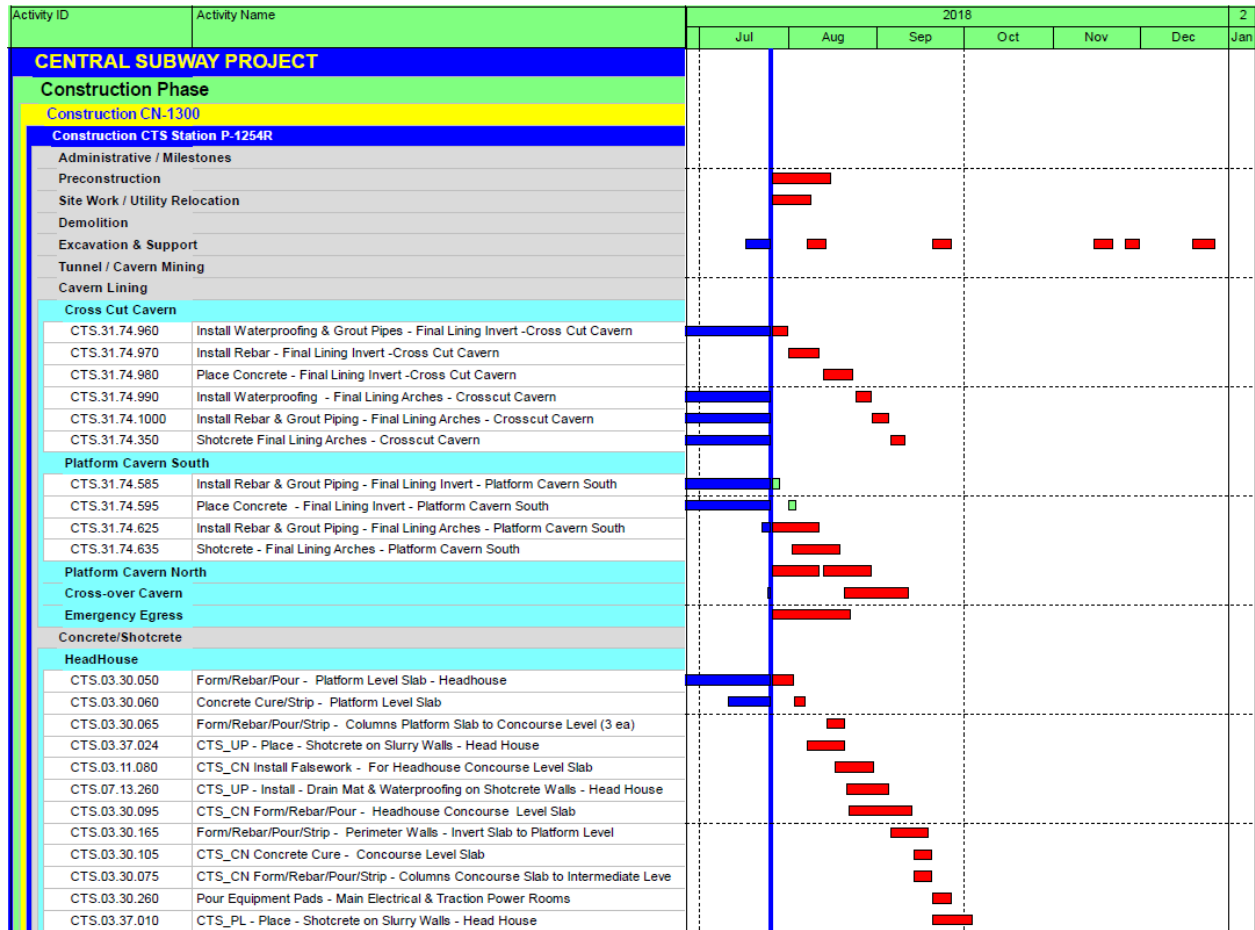 Activity ID Activity Name 2018 2
Jul Aug Sep Oct Nov Dec Jan
CENTRAL SUBWAY PROJECT
Construction Phase
Construction CN-1300
Construction CTS Station P-1254R
Administrative / Milestones
Preconstruction
Site Work / Utility Relocation
Demolition
Excavation & Support
Tunnel / Cavern Mining
Cavern Lining
Cross Cut Cavern
CTS.31.74.960 Install Waterproofing & Grout Pipes - Final Lining Invert -Cross Cut Cavern
CTS.31.74.970 Install Rebar - Final Lining Invert -Cross Cut Cavern
CTS.31.74.980 Place Concrete - Final Lining Invert -Cross Cut Cavern
CTS.31.74.990 Install Waterproofing - Final Lining Arches - Crosscut Cavern
CTS.31.74.1000 Install Rebar & Grout Piping - Final Lining Arches - Crosscut Cavern
CTS.31.74.350 Shotcrete Final Lining Arches - Crosscut Cavern
Platform Cavern South
CTS.31.74.585 Install Rebar & Grout Piping - Final Lining Invert - Platform Cavern South
CTS.31.74.595 Place Concrete - Final Lining Invert - Platform Cavern South
CTS.31.74.625 Install Rebar & Grout Piping - Final Lining Arches - Platform Cavern South
CTS.31.74.635 Shotcrete - Final Lining Arches - Platform Cavern South
Platform Cavern North
Cross-over Cavern
Emergency Egress
Concrete/Shotcrete
HeadHouse
CTS.03.30.050 Form/Rebar/Pour - Platform Level Slab - Headhouse
CTS.03.30.060 Concrete Cure/Strip - Platform Level Slab
CTS.03.30.065 Form/Rebar/Pour/Strip - Columns Platform Slab to Concourse Level (3 ea)
CTS.03.37.024 CTS_UP - Place - Shotcrete on Slurry Walls - Head House
CTS.03.11.080 CTS_CN Install Falsework - For Headhouse Concourse Level Slab
CTS.07.13.260 CTS_UP - Install - Drain Mat & Waterproofing on Shotcrete Walls - Head House
CTS.03.30.095 CTS_CN Form/Rebar/Pour - Headhouse Concourse Level Slab
CTS.03.30.165 Form/Rebar/Pour/Strip - Perimeter Walls - Invert Slab to Platform Level
CTS.03.30.105 CTS_CN Concrete Cure - Concourse Level Slab
CTS.03.30.075 CTS_CN Form/Rebar/Pour/Strip - Columns Concourse Slab to Intermediate Leve
CTS.03.30.260 Pour Equipment Pads - Main Electrical & Traction Power Rooms
CTS.03.37.010 CTS_PL - Place - Shotcrete on Slurry Walls - Head House